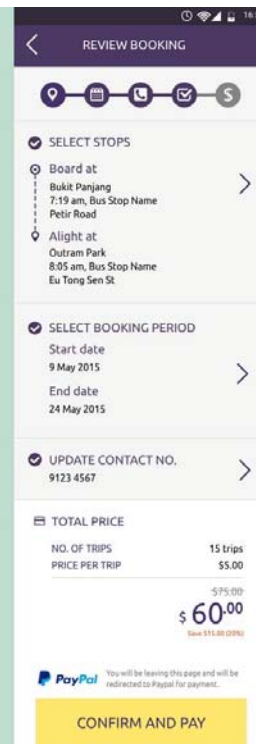 16:
REVIEW BOOKING
$
SELECT STOPS
Board at
Bukit Panjang
7:19 am, Bus Stop Name
Petir Road
Alight at
Outram Park
8:05 am, Bus Stop Name
Eu Tong Sen St
SELECT BOOKING PERIOD
Start date
9 May 2015
End date
24 May 2015
UPDATE CONTACT NO.
9123 4567
TOTAL PRICE
NO. OF TRIPS 15 trips
PRICE PER TRIP $5.00
$75.00
$ 60.00
Save $15.00 (20%)
PayPal You will be leaving this page and will be
redirected to Paypal for payment.
CONFIRM AND PAY